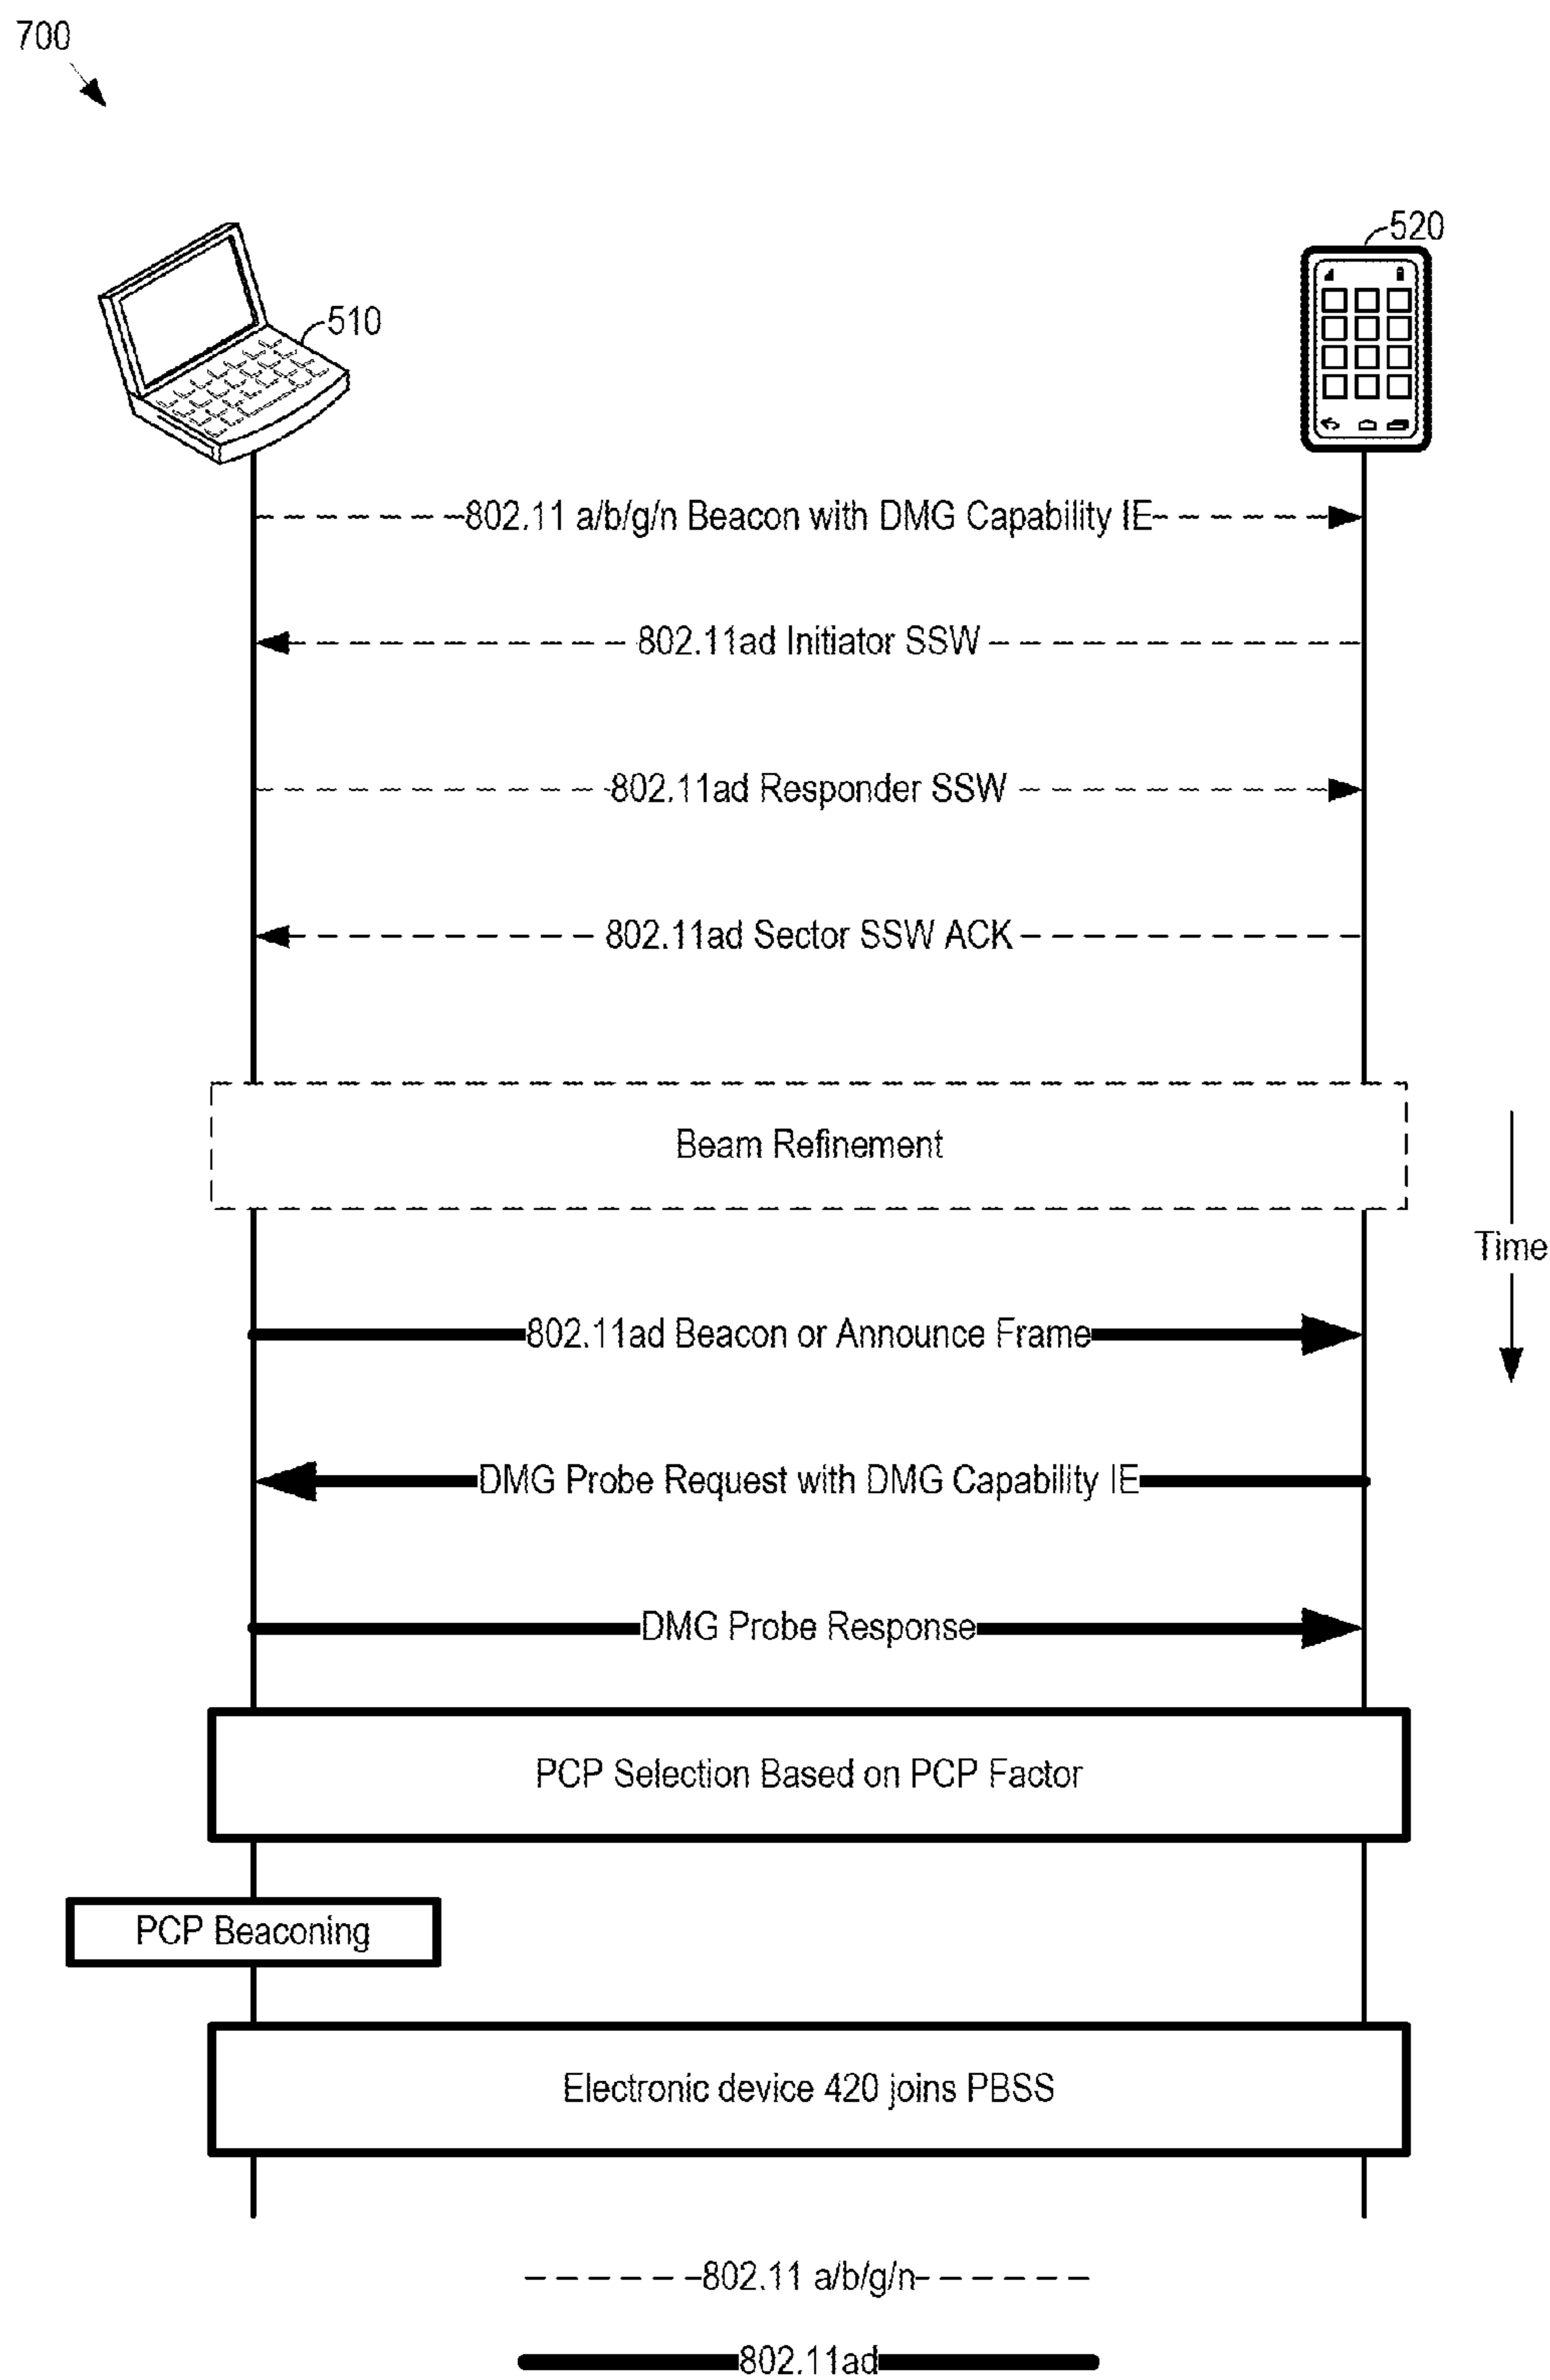 700
520
510
802.11 a/b/g/n Beacon with DMG Capability IE
802.11ad Initiator SSW
802.11ad Responder SSW
802.11ad Sector SSW ACK
Beam Refinement
Time
802.11ad Beacon or Announce Frame
DMG Probe Request with DMG Capability IE
DMG Probe Response
PCP Selection Based on PCP Factor
PCP Beaconing
Electronic device 420 joins PBSS
802.11 a/b/g/n
802.11ad